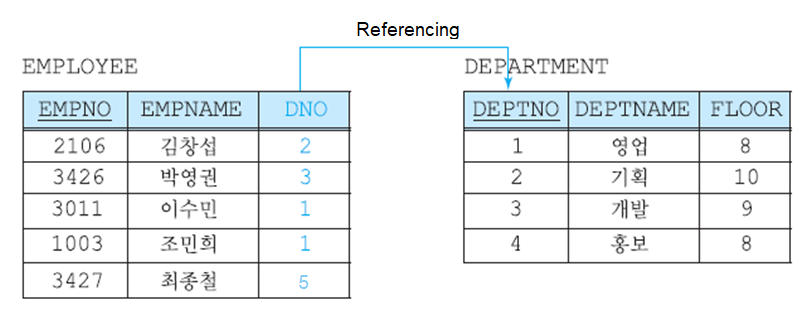 Referencing
EMPLOYEE
EMPNO EMPNAME DNO
2106 김창섭 2
3426 박영권 3
3011 이수민 1
1003 조민희 1
3427 최종철 5
DEPARTMENT
DEPTNO DEPTNAME FLOOR
1 영업 8
2 기획 10
3 개발 9
4 홍보 8